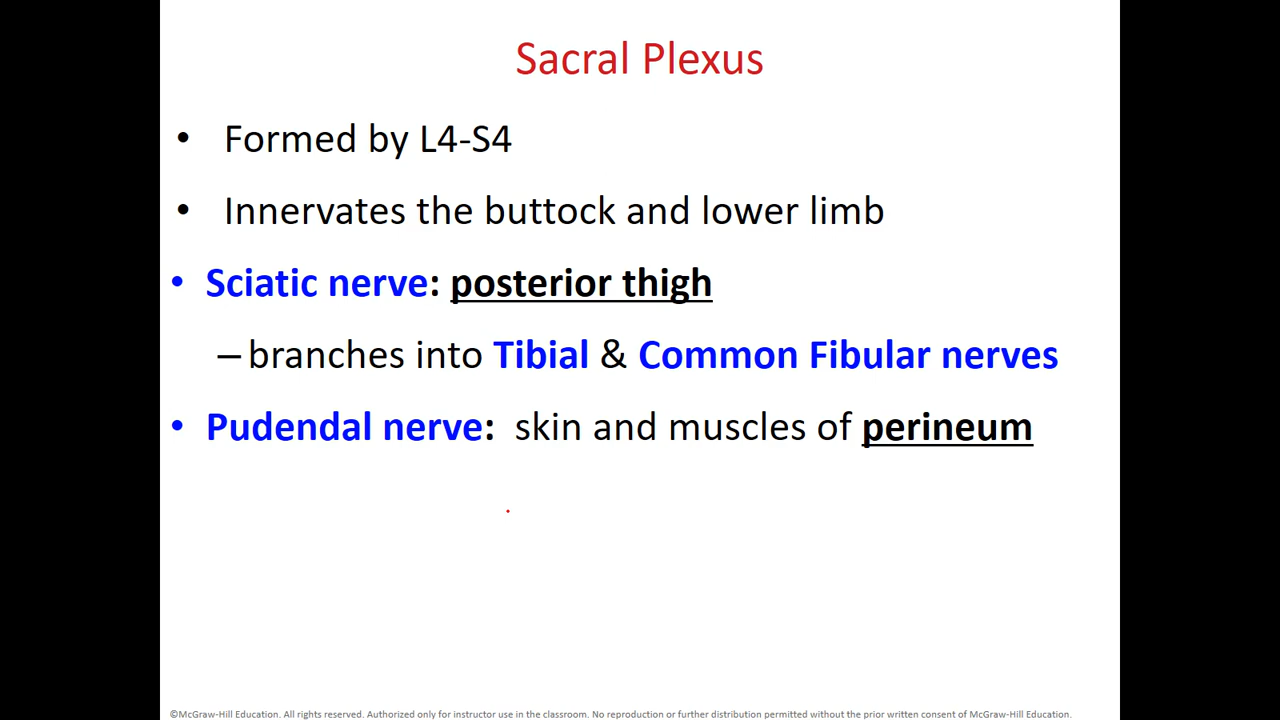 Sacral Plexus
• Formed by L4-S4
• Innervates the buttock and lower limb
• Sciatic nerve: posterior thigh
– branches into Tibial & Common Fibular nerves
• Pudendal nerve: skin and muscles of perineum
©McGraw-Hill Education. All rights reserved. Authorized only for instructor use in the classroom. No reproduction or further distribution permitted without the prior written consent of McGraw-Hill Education.